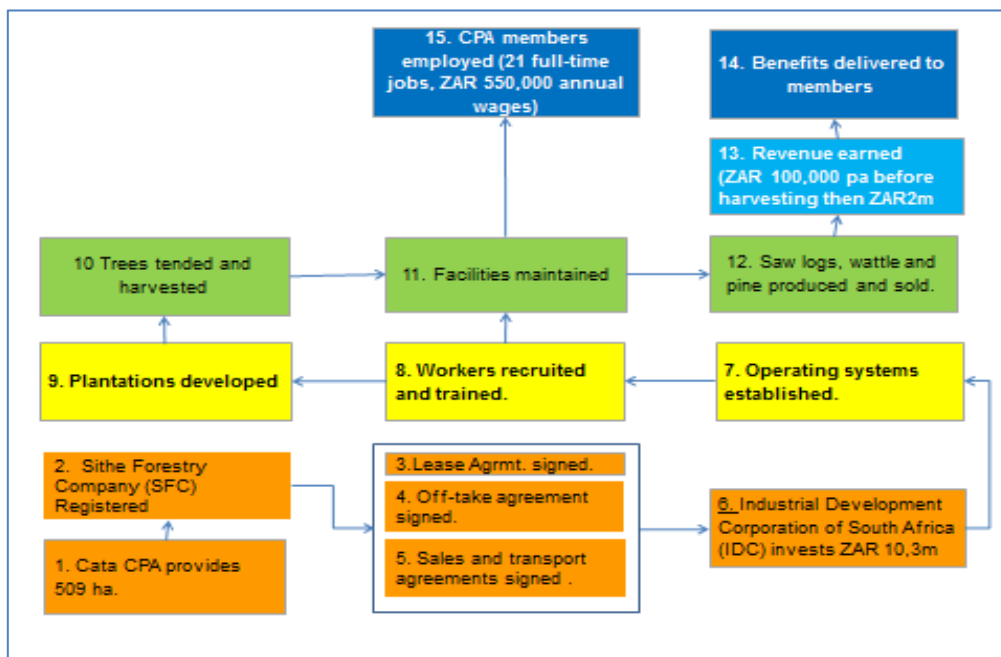 15. CPA members
employed (21 full-time
jobs, ZAR 550,000 annual
wages)
14. Benefits delivered to
members
13. Revenue earned
(ZAR 100,000 pa before
harvesting then ZAR2m
10 Trees tended and
harvested
11. Facilities maintained
12. Saw logs, wattle and
pine produced and sold.
9. Plantations developed
8. Workers recruited
and trained.
7. Operating systems
established.
2. Sithe Forestry
Company (SFC)
Registered
3.Lease Agrmt. signed.
4. Off-take agreement
signed.
5. Sales and transport
agreements signed .
6. Industrial Development
Corporation of South Africa
(IDC) invests ZAR 10,3m
1. Cata CPA provides
509 ha.